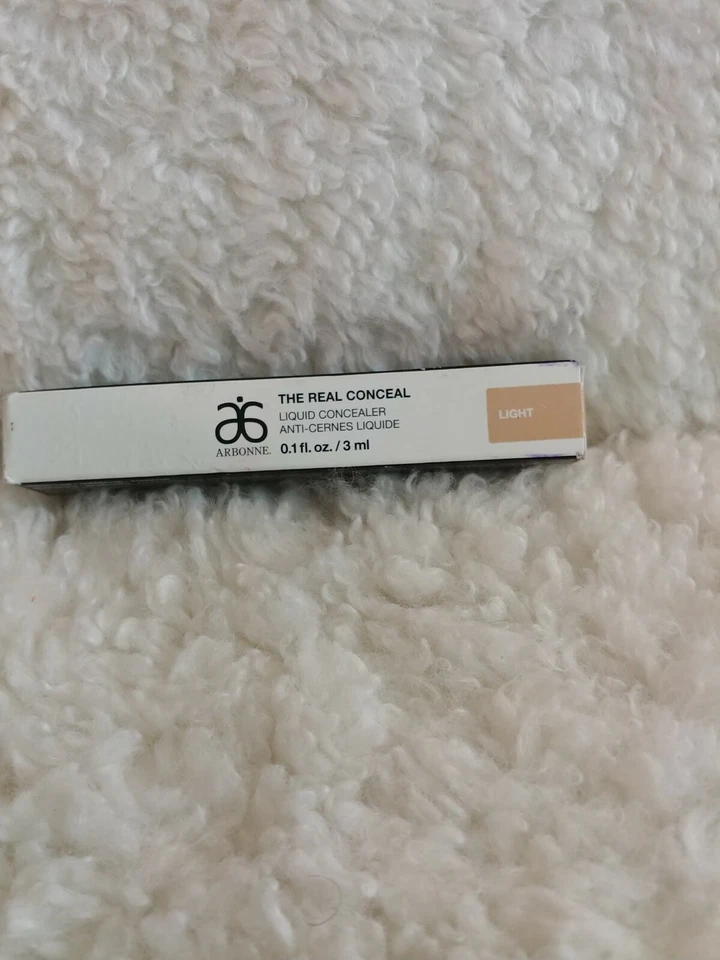 THE REAL CONCEAL
LIQUID CONCEALER
ANTI-CERNES LIQUIDE
0.1 fl. oz. / 3 ml
ARBONNE.
LIGHT